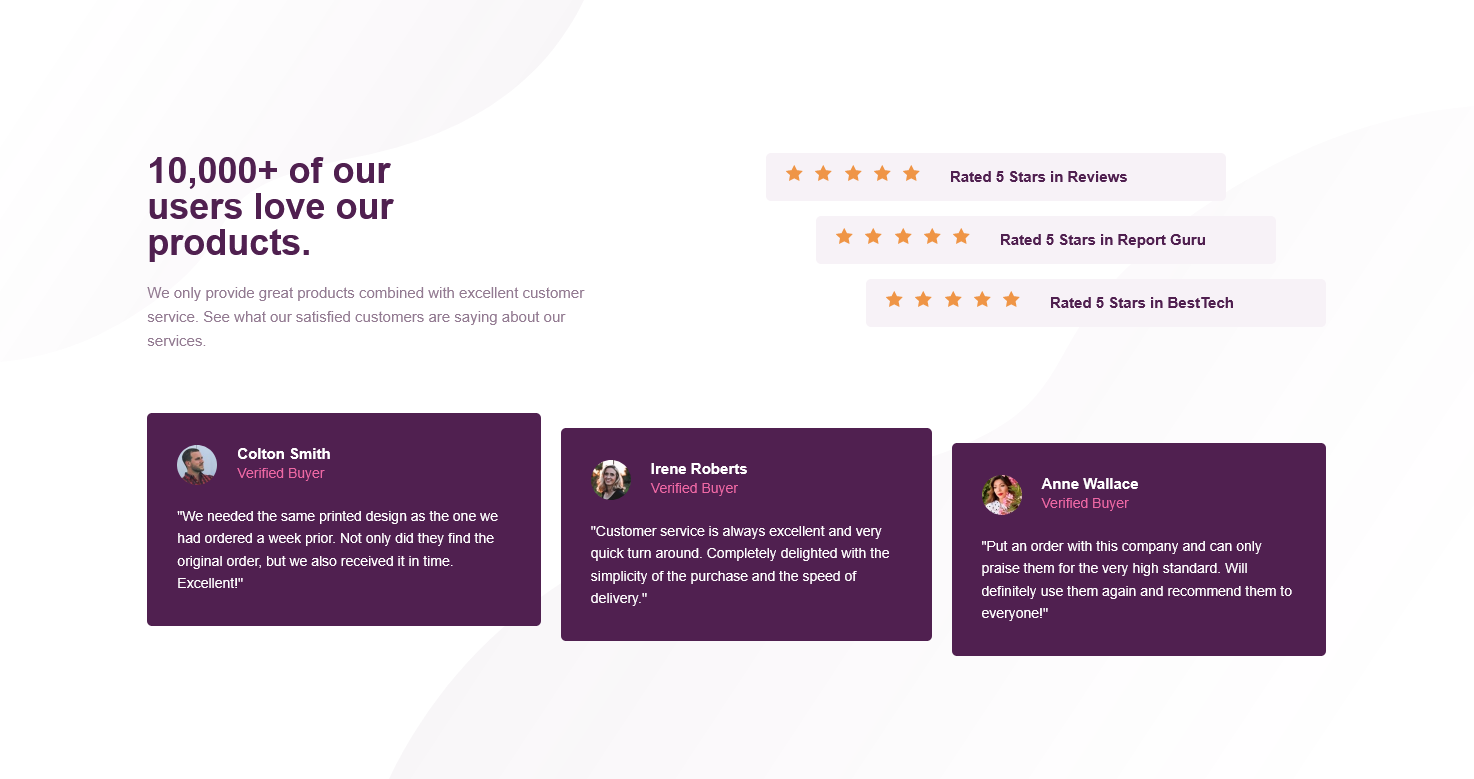 10,000+ of our
users love our
products.
We only provide great products combined with excellent customer
service. See what our satisfied customers are saying about our
services.
Rated 5 Stars in Reviews
Rated 5 Stars in Report Guru
Rated 5 Stars in BestTech
Colton Smith
Verified Buyer
"We needed the same printed design as the one we
had ordered a week prior. Not only did they find the
original order, but we also received it in time.
Excellent!"
Irene Roberts
Verified Buyer
"Customer service is always excellent and very
quick turn around. Completely delighted with the
simplicity of the purchase and the speed of
delivery."
Anne Wallace
Verified Buyer
"Put an order with this company and can only
praise them for the very high standard. Will
definitely use them again and recommend them to
everyone!"